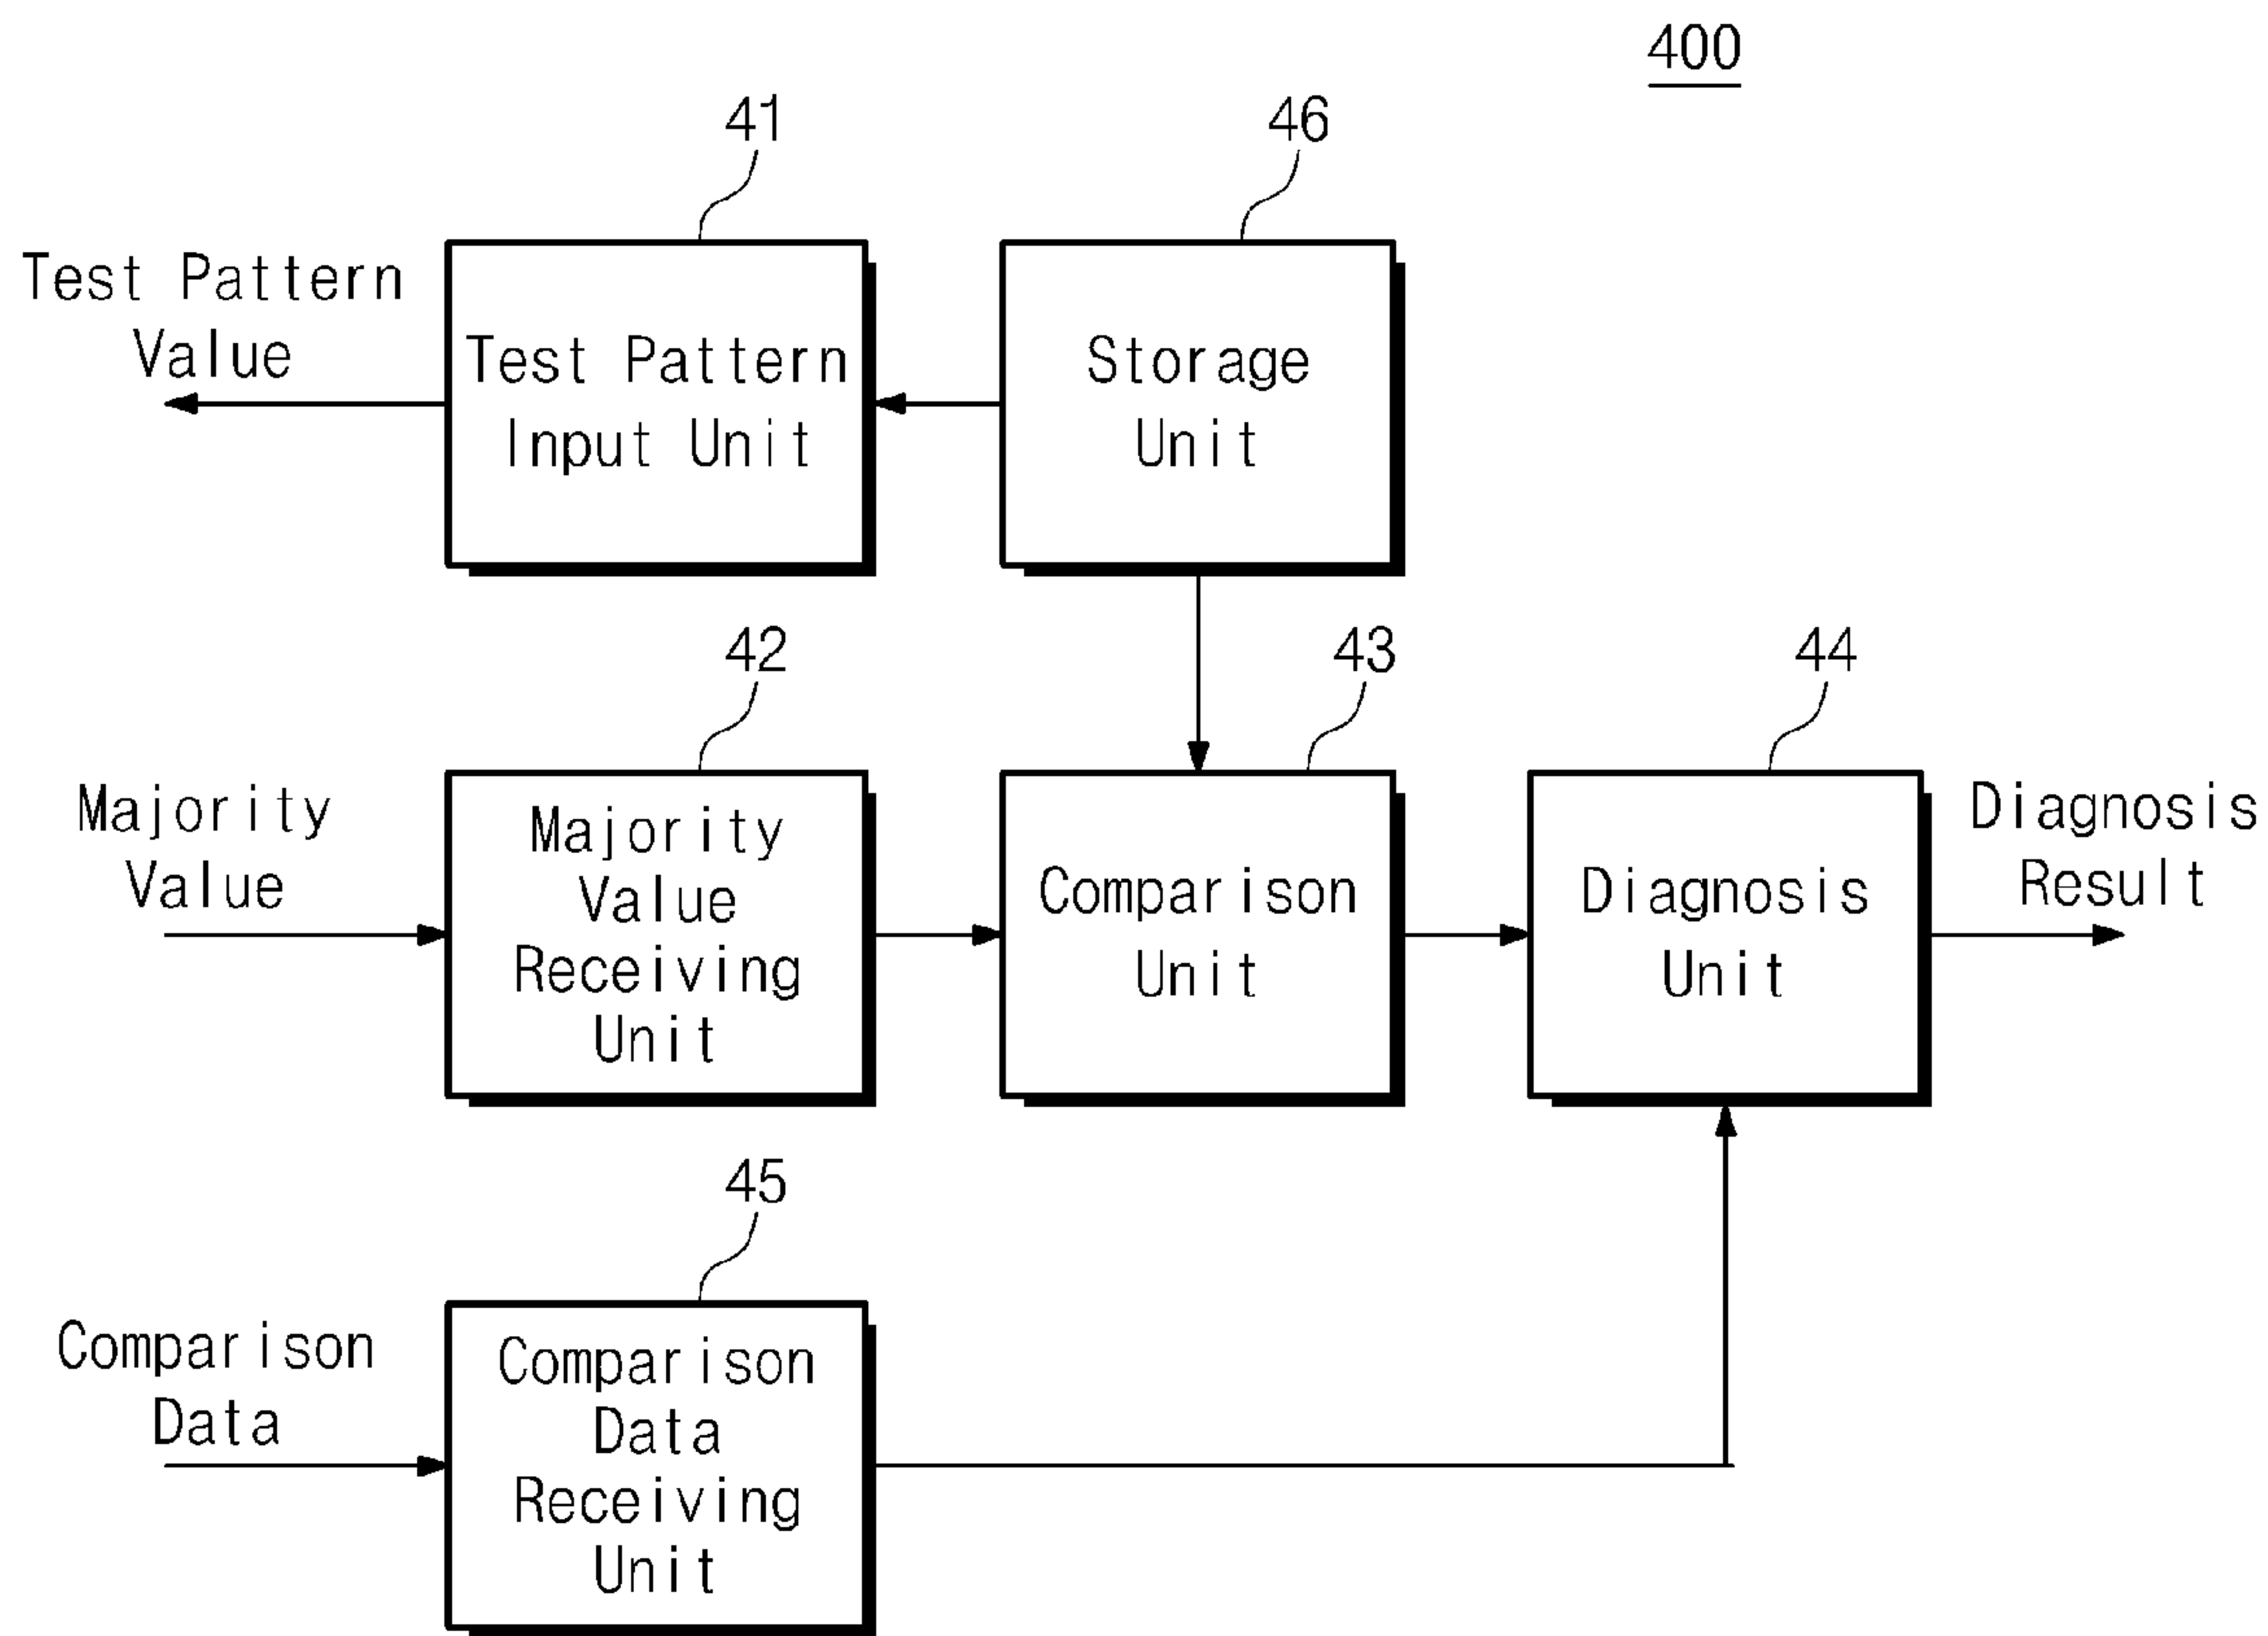 400
41
46
Test Pattern
Value
Test Pattern
Input Unit
Storage
Unit
42
43
44
Majority
Value
Majority
Value
Receiving
Unit
Comparison
Unit
Diagnosis
Unit
Diagnosis
Result
45
Comparison
Data
Comparison
Data
Receiving
Unit